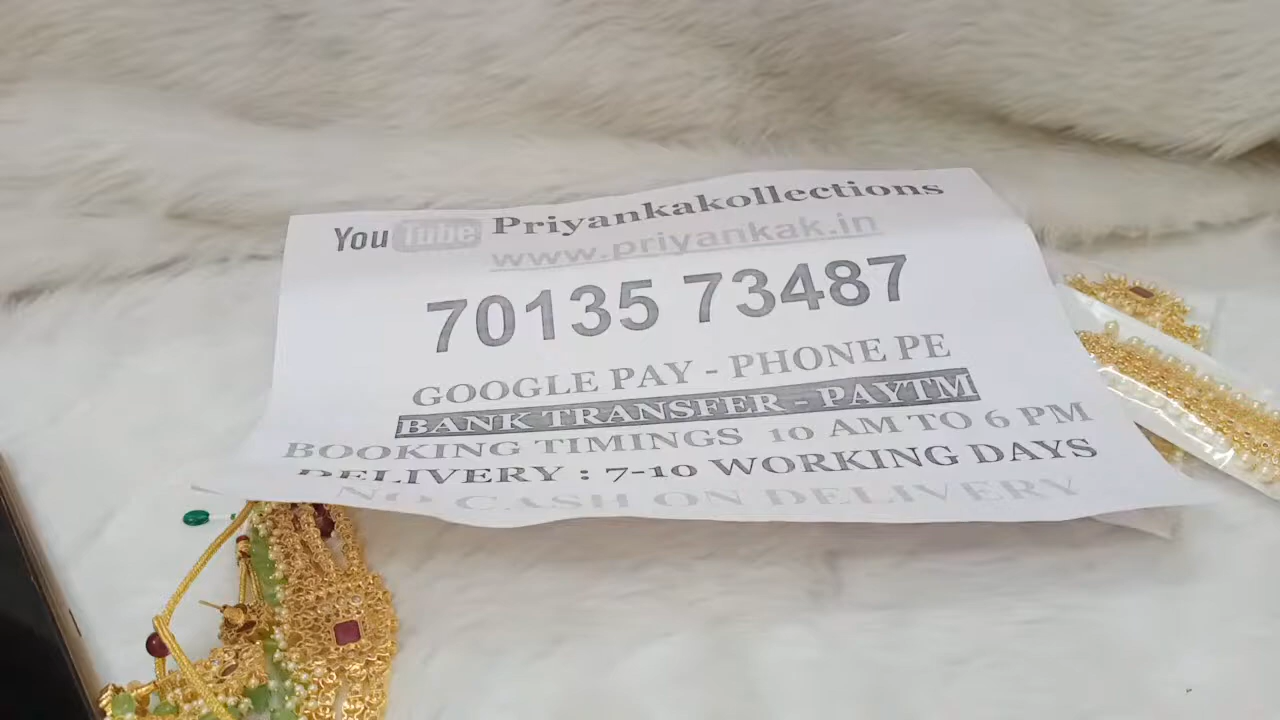 YouTube Priyankakollections
www.priyankak.in
70135 73487
GOOGLE PAY - PHONE PE
BANK TRANSFER - PAYTM
BOOKING TIMINGS 10 AM TO 6 PM
DELIVERY : 7-10 WORKING DAYS
NO CASH ON DELIVERY